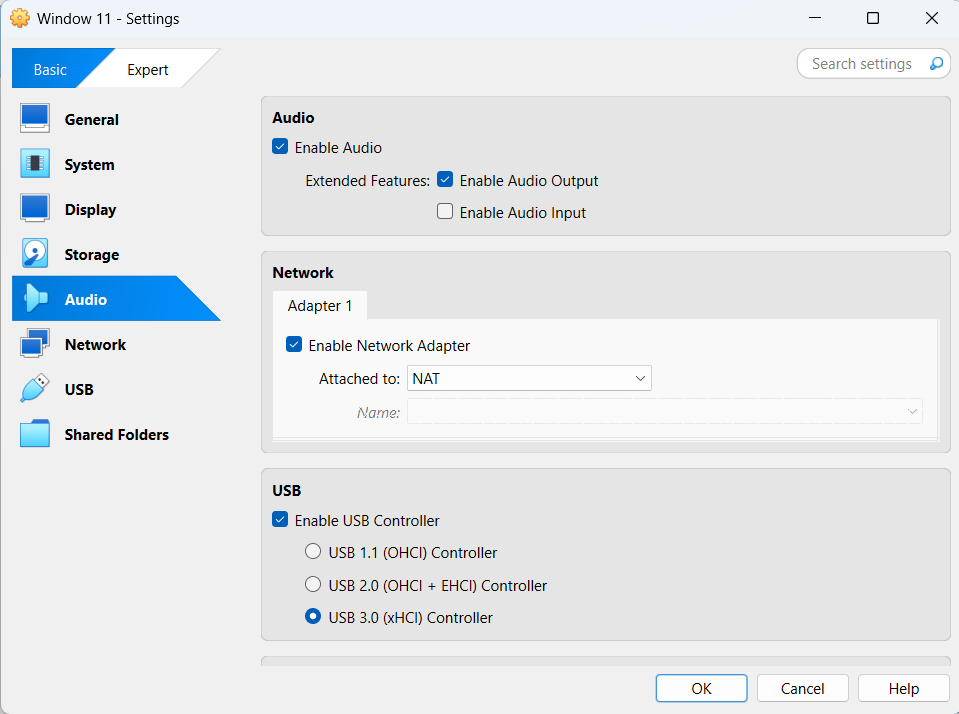 Window 11 - Settings
Basic
Expert
Search settings
General
System
Display
Storage
Audio
Network
USB
Shared Folders
Audio
Enable Audio
Extended Features: Enable Audio Output
Enable Audio Input
Network
Adapter 1
Enable Network Adapter
Attached to: NAT
Name:
USB
Enable USB Controller
USB 1.1 (OHCI) Controller
USB 2.0 (OHCI + EHCI) Controller
USB 3.0 (xHCI) Controller
OK
Cancel
Help